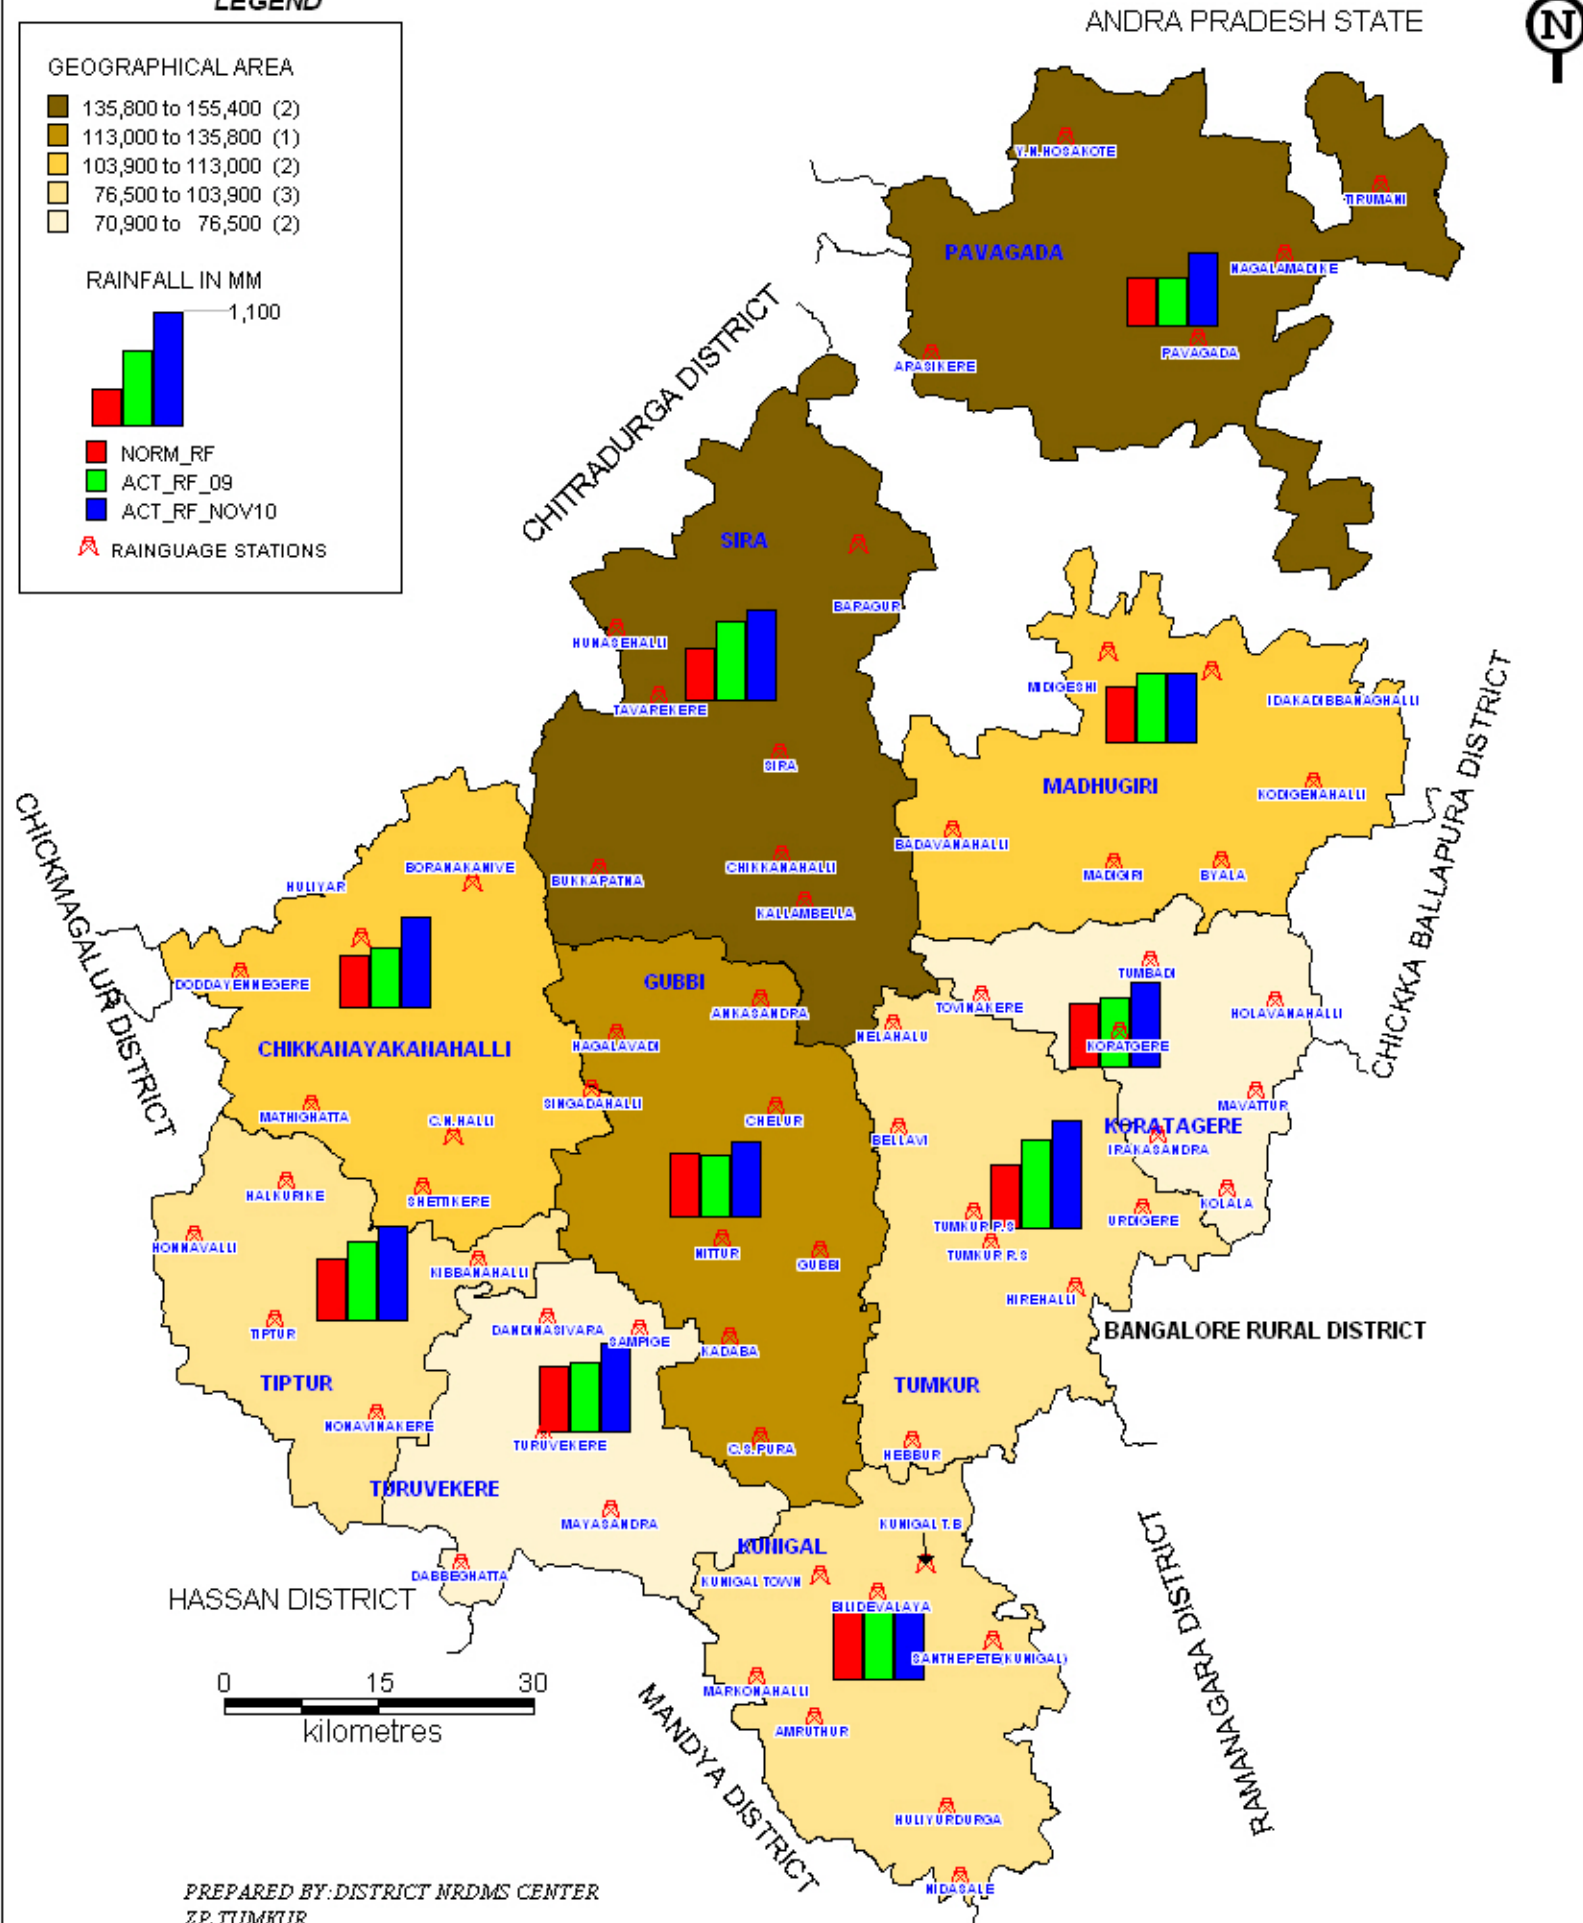 LEGEND
ANDRA PRADESH STATE
N
GEOGRAPHICAL AREA
135,800 to 155,400 (2)
113,000 to 135,800 (1)
103,900 to 113,000 (2)
76,500 to 103,900 (3)
70,900 to 76,500 (2)
RAINFALL IN MM
1,100
NORM_RF
ACT_RF_09
ACT_RF_NOV10
RAINGUAGE STATIONS
Y.N.HOSAKOTE
TIRUMANI
PAVAGADA
NAGALAMADIKE
PAVAGADA
ARASIKERE
CHITRADURGA DISTRICT
SIRA
BARAGUR
HUNASEHALLI
TAVAREKERE
SIRA
MIDIGESHI
IDAKADIBBANAGHALLI
MADHUGIRI
KODIGENAHALLI
BADAVANAHALLI
MADIGIRI
BYALA
CHICKKA BALLAPURA DISTRICT
CHICKMAGALUR DISTRICT
BORANAKANIVE
HULIYAR
BUKKAPATNA
CHIKKANAHALLI
KALLAMBELLA
DODDAYENNEGERE
GUBBI
ANKASANDRA
TUMBADI
TOVINAKERE
HOLAVANAHALLI
NELAHALU
KORATGERE
CHIKKANAYAKANAHALLI
HAGALAVADI
SINGADAHALLI
CHELUR
MAVATTUR
MATHIGHATTA
C.N.HALLI
BELLAVI
KORATAGERE
IRAKASANDRA
HALKURIKE
SHETTIKERE
KOLALA
URDIGERE
TUMKUR P.S
TUMKUR R.S
HONNAVALLI
KIBBANAHALLI
NITTUR
GUBBI
HIREHALLI
TIPTUR
DANDINASIVARA
SAMPIGE
KADABA
BANGALORE RURAL DISTRICT
TIPTUR
TUMKUR
NONAVINAKERE
TURUVEKERE
C.S.PURA
HEBBUR
TURUVEKERE
MAYASANDRA
KUNIGAL T.B
KUNIGAL
DABBEGHATTA
KUNIGAL TOWN
BILIDEVALAYA
HASSAN DISTRICT
SANTHEPETE(KUNIGAL)
RAMANAGARA DISTRICT
MARKONAHALLI
AMRUTHUR
0 15 30
kilometres
MANDYA DISTRICT
HULIYURDURGA
NIDASALE
PREPARED BY:DISTRICT NRDMS CENTER
ZP,TUMKUR